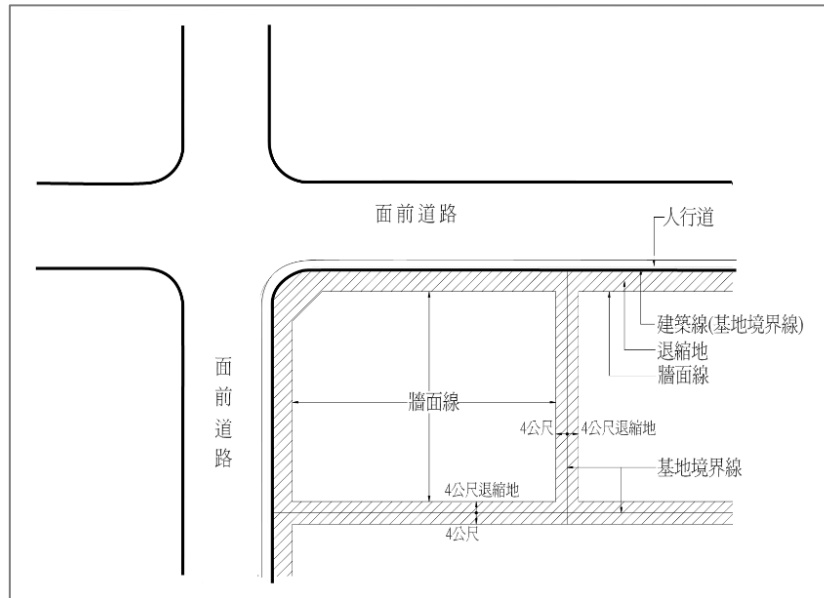 面前道路
人行道
建築線(基地境界線)
退縮地
牆面線
面前道路
牆面線
4公尺
4公尺退縮地
基地境界線
4公尺退縮地
4公尺